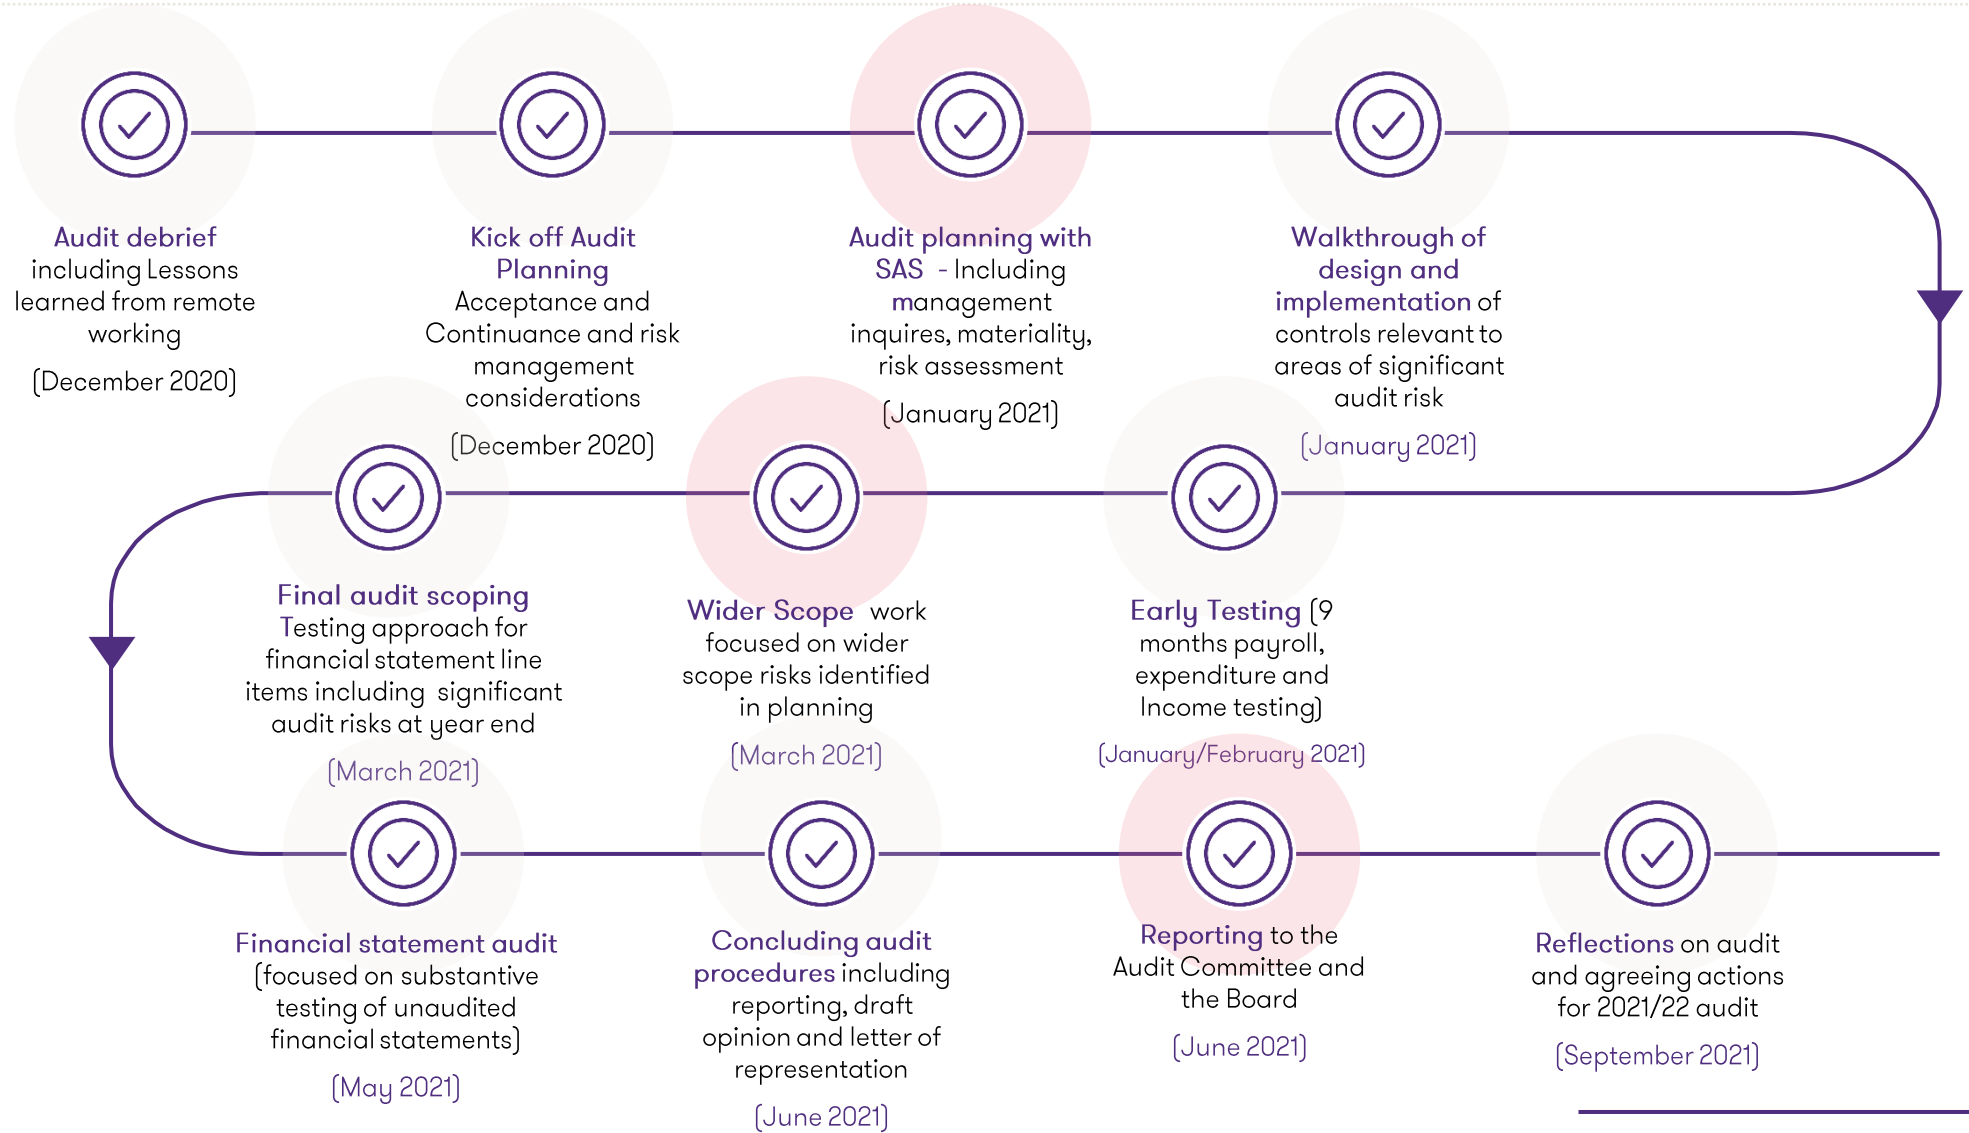 Audit debrief
including Lessons
learned from remote
working
(December 2020)
Kick off Audit
Planning
Acceptance and
Continuance and risk
management
considerations
(December 2020)
Audit planning with
SAS - Including
management
inquires, materiality,
risk assessment
(January 2021)
Walkthrough of
design and
implementation of
controls relevant to
areas of significant
audit risk
(January 2021)
Early Testing (9
months payroll,
expenditure and
Income testing)
(January/February 2021)
Wider Scope work
focused on wider
scope risks identified
in planning
(March 2021)
Final audit scoping
Testing approach for
financial statement line
items including significant
audit risks at year end
(March 2021)
Financial statement audit
(focused on substantive
testing of unaudited
financial statements)
(May 2021)
Concluding audit
procedures including
reporting, draft
opinion and letter of
representation
(June 2021)
Reporting to the
Audit Committee and
the Board
(June 2021)
Reflections on audit
and agreeing actions
for 2021/22 audit
(September 2021)